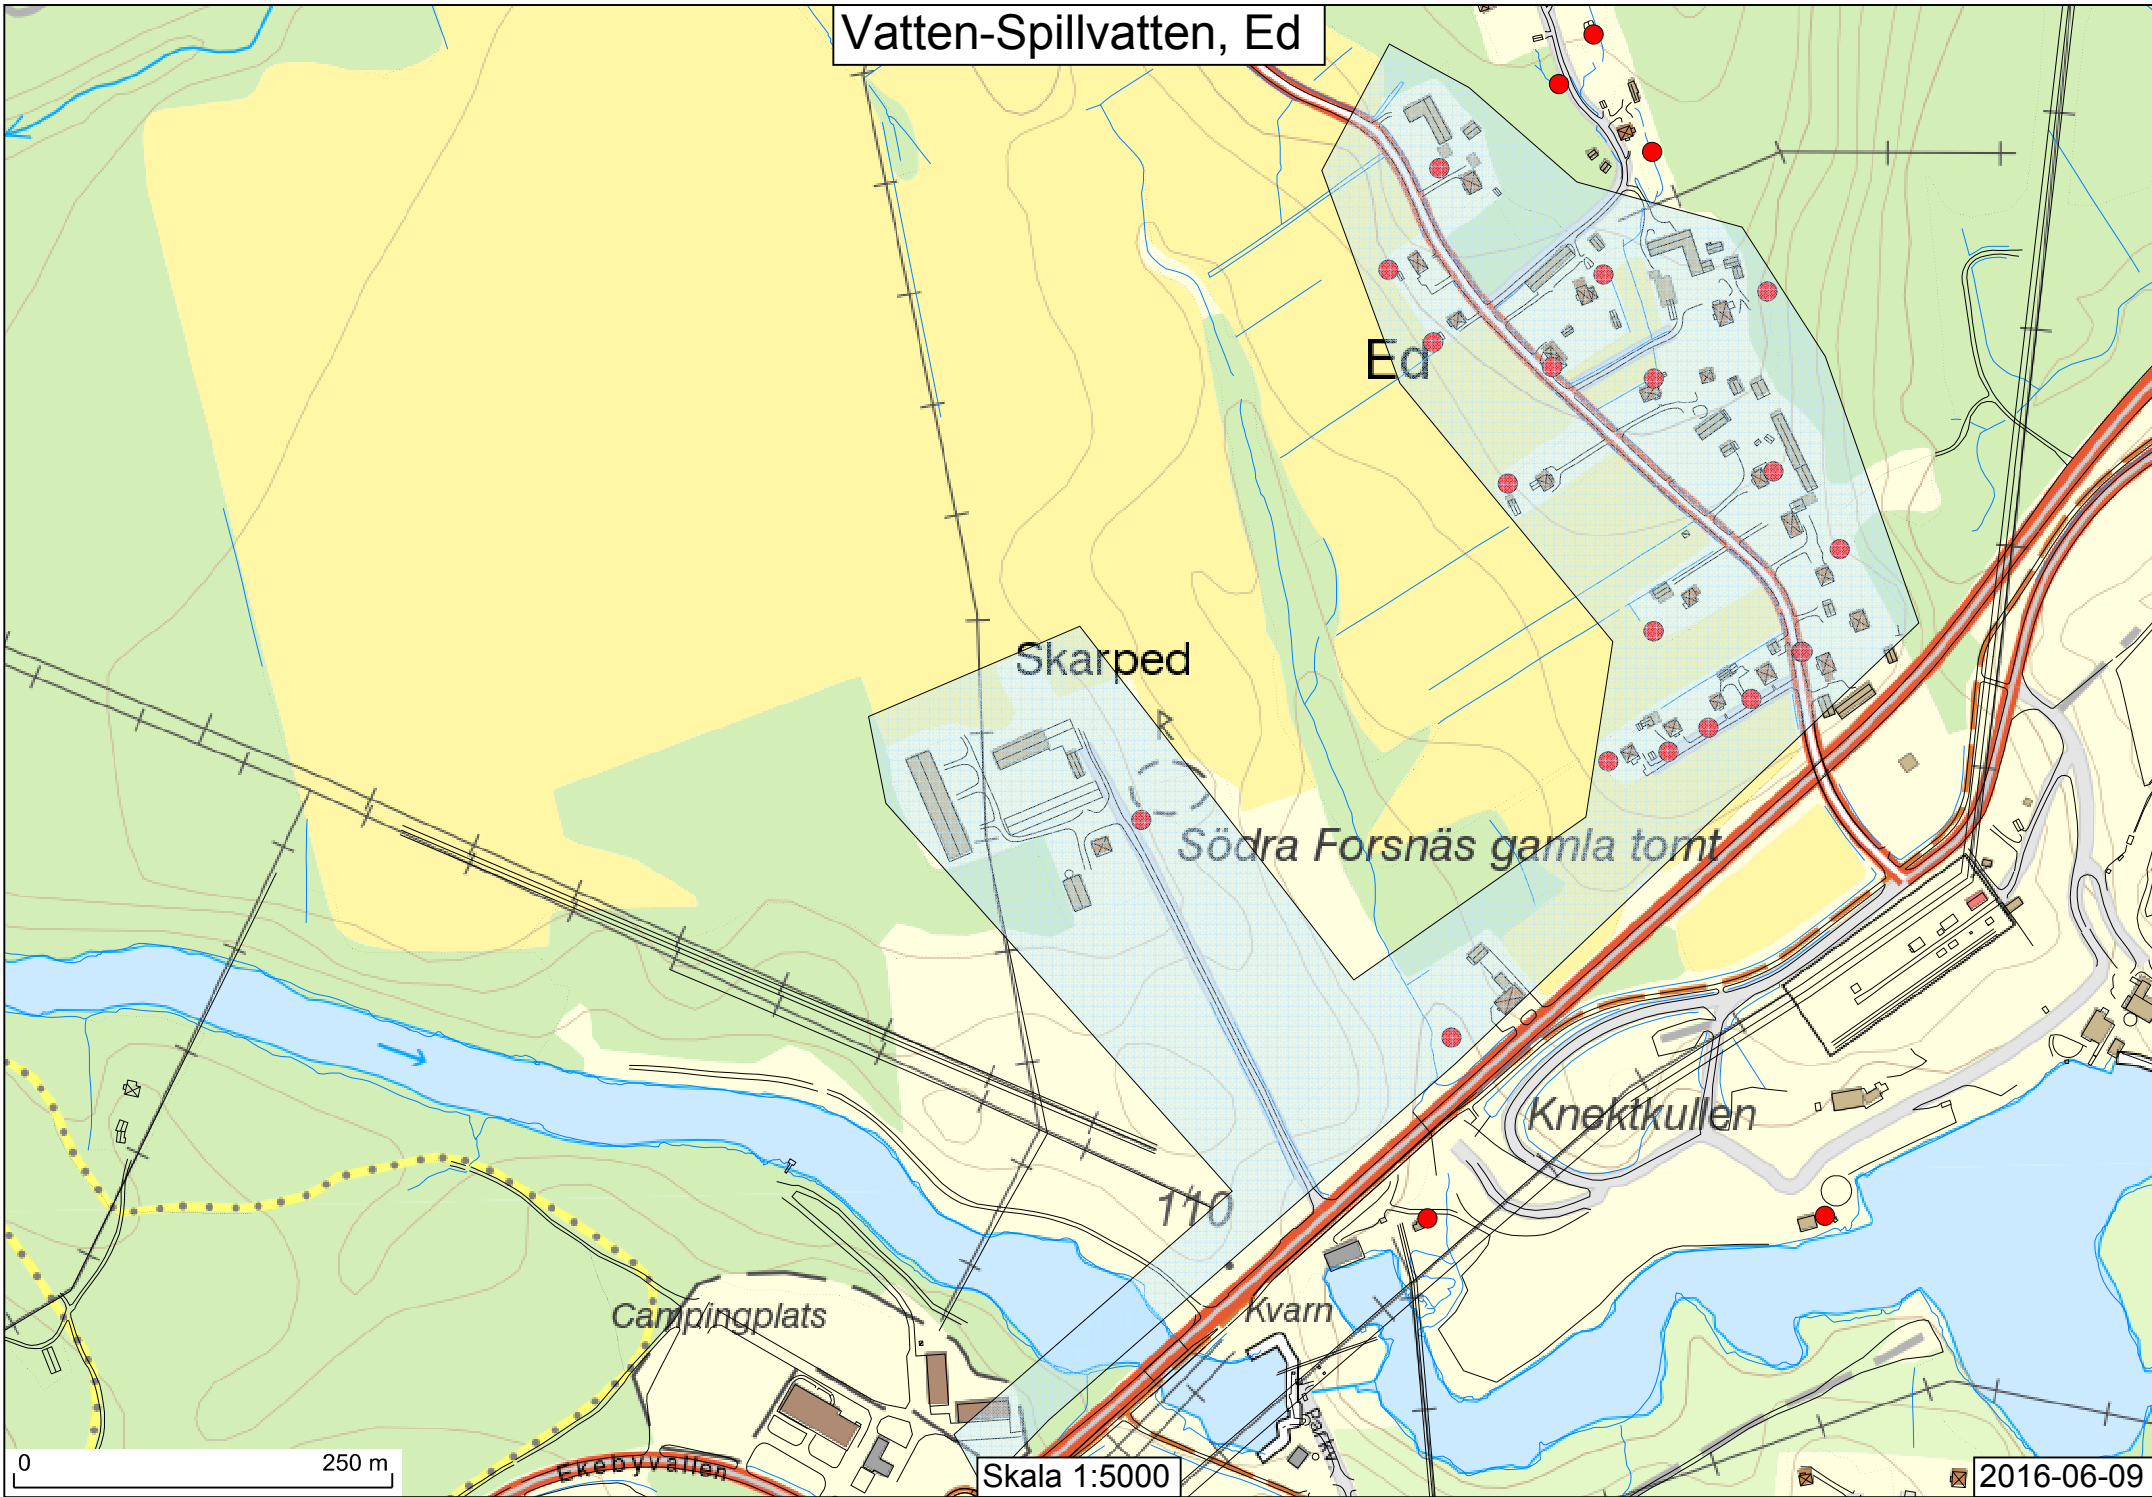 Vatten-Spillvatten, Ed
Ed
Skarped
Södra Forsnäs gamla tomt
Knektkullen
110
Campingplats
Kvarn
Parkv
Ekebyvallen
0 250 m
Skala 1:5000
2016-06-09